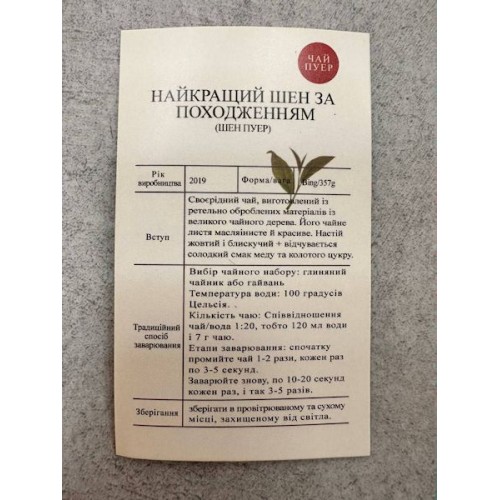 ЧАЙ
ПУЕР
НАЙКРАЩИЙ ШЕН ЗА
ПОХОДЖЕННЯМ
(ШЕН ПУЕР)
Рік
виробництва
2019
Форма/вага
Bing/357g
Вступ
Своєрідний чай, виготовлений із
ретельно оброблених матеріалів із
великого чайного дерева. Його чайне
листя маслянисте й красиве. Настій
жовтий і блискучий + відчувається
солодкий смак меду та колотого цукру.
Традиційний
спосіб
заварювання
Вибір чайного набору: глиняний
чайник або гайвань
Температура води: 100 градусів
Цельсія. .
Кількість чаю: Співвідношення
чай/вода 1:20, тобто 120 мл води
і 7 г чаю.
Етапи заварювання: спочатку
промийте чай 1-2 рази, кожен раз
по 3-5 секунд.
Заварюйте знову, по 10-20 секунд
кожен раз, і так 3-5 разів.
Зберігання
зберігати в провітрюваному та сухому
місці, захищеному від світла.